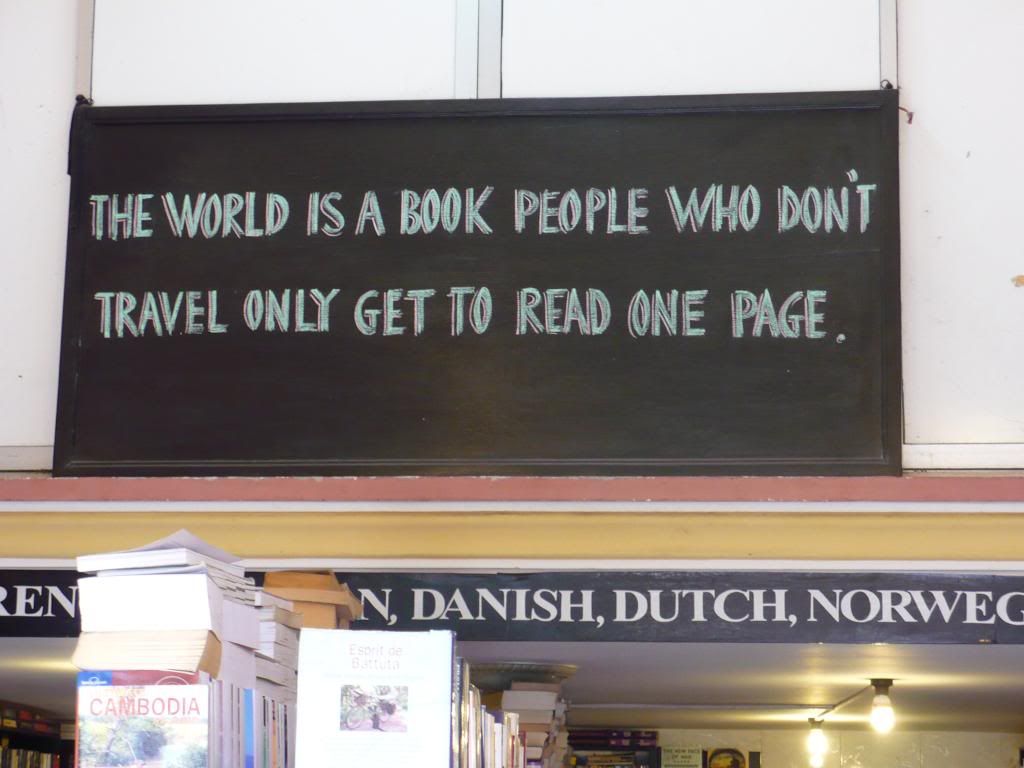 THE WORLD IS A BOOK PEOPLE WHO DON'T
TRAVEL ONLY GET TO READ ONE PAGE.
N, DANISH, DUTCH, NORWEG
Esprit de
Battuta
CAMBODIA